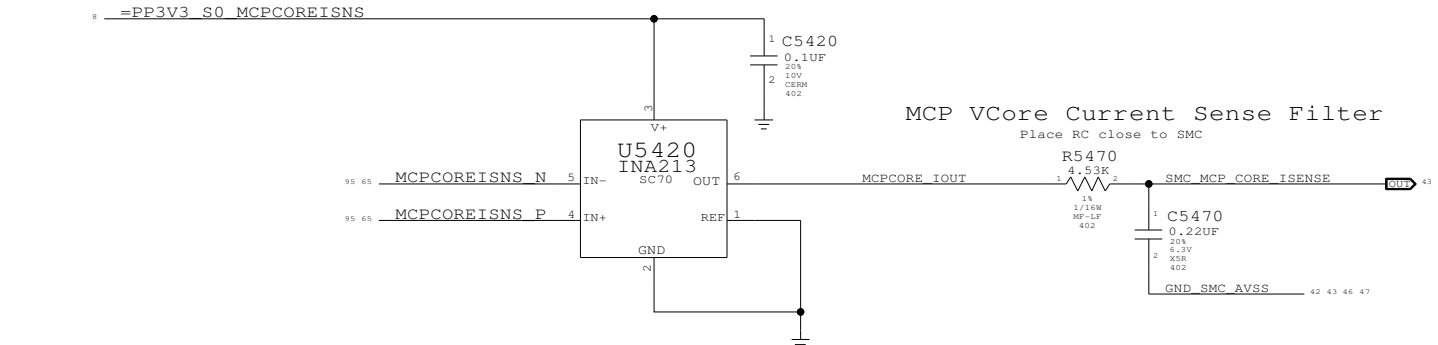 8 =PP3V3_S0_MCPCOREISNS
1 C5420
0.1UF
20%
10V
2 CERM
402
3
V+
MCP VCore Current Sense Filter
Place RC close to SMC
U5420
INA213
SC70
R5470
4.53K
95 65 MCPCOREISNS_N 5 IN- OUT 6 MCPCORE_IOUT 1 2 SMC_MCP_CORE_ISENSE OUT 43
1%
1/16W
MF-LF
402
95 65 MCPCOREISNS_P 4 IN+ REF 1
1 C5470
0.22UF
20%
6.3V
2 X5R
402
GND
2
GND_SMC_AVSS 42 43 46 47